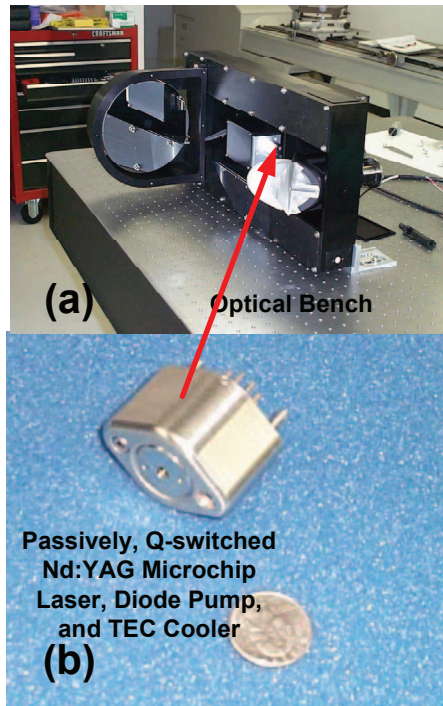 CRAFTSMAN
(a)
Optical Bench
Passively, Q-switched
Nd:YAG Microchip
Laser, Diode Pump,
and TEC Cooler
(b)